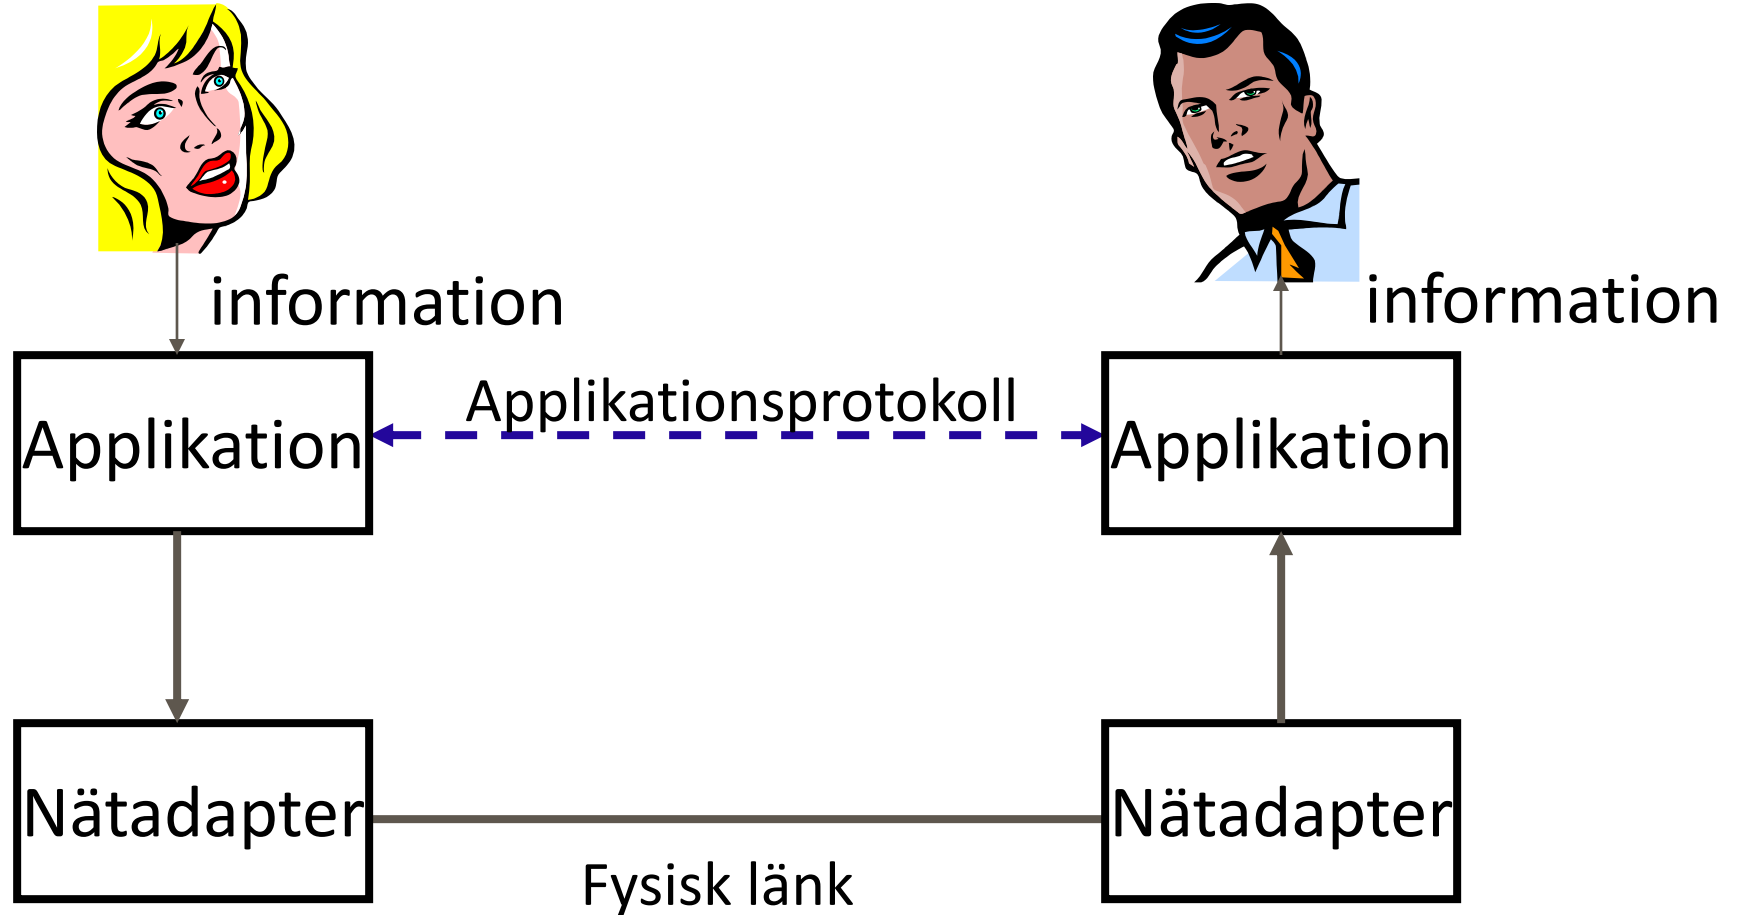 information
information
Applikationsprotokoll
Applikation
Applikation
Nätadapter
Nätadapter
Fysisk länk